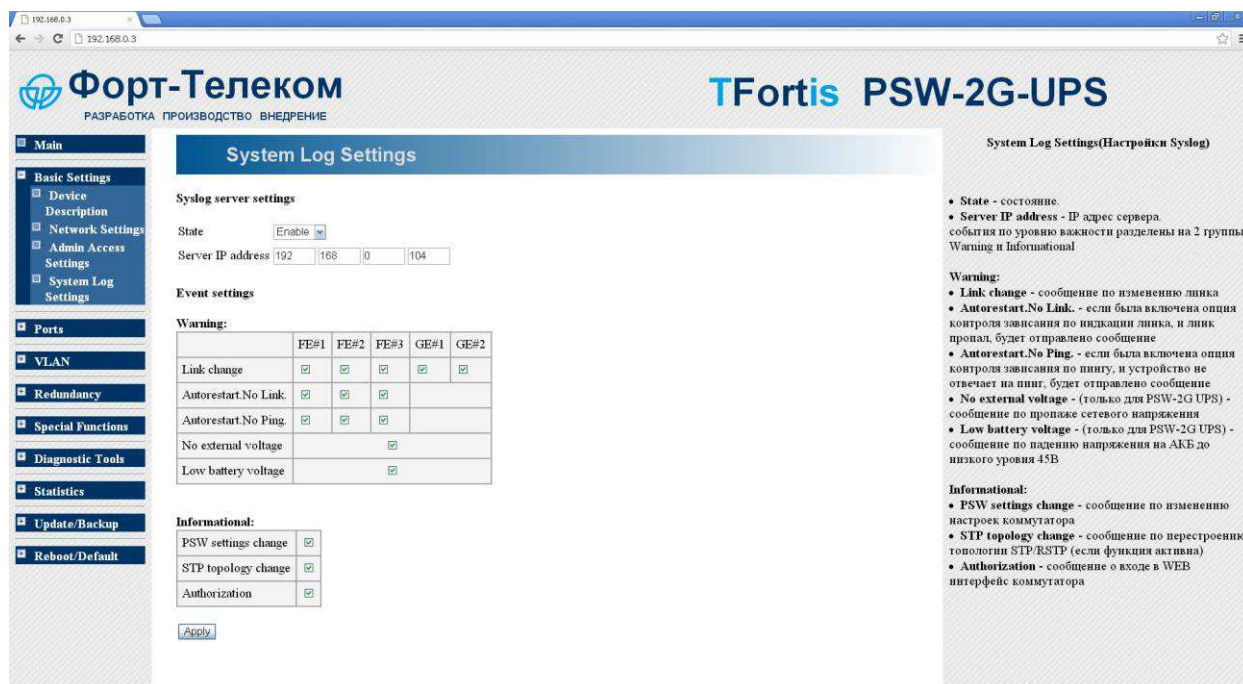 192.168.0.3
192.168.0.3
Форт-Телеком
РАЗРАБОТКА ПРОИЗВОДСТВО ВНЕДРЕНИЕ
TFortis PSW-2G-UPS
Main
Basic Settings
Device
Description
Network Settings
Admin Access
Settings
System Log
Settings
Ports
VLAN
Redundancy
Special Functions
Diagnostic Tools
Statistics
Update/Backup
Reboot/Default
System Log Settings
Syslog server settings
State Enable
Server IP address 192 168 0 104
Event settings
Warning:
FE#1 FE#2 FE#3 GE#1 GE#2
Link change
Autorestart.No Link.
Autorestart.No Ping.
No external voltage
Low battery voltage
Informational:
PSW settings change
STP topology change
Authorization
Apply
System Log Settings(Настройки Syslog)
• State - состояние.
• Server IP address - IP адрес сервера.
события по уровню важности разделены на 2 группы
Warning и Informational
Warning:
• Link change - сообщение по изменению линка
• Autorestart.No Link. - если была включена опция
контроля зависания по индкации линка, и линк
пропал, будет отправлено сообщение
• Autorestart.No Ping. - если была включена опция
контроля зависания по пингу, и устройство не
отвечает на пинг, будет отправлено сообщение
• No external voltage - (только для PSW-2G UPS) -
сообщение по пропаже сетевого напряжения
• Low battery voltage - (только для PSW-2G UPS) -
сообщение по падению напряжения на АКБ до
низкого уровня 45В
Informational:
• PSW settings change - сообщение по изменению
настроек коммутатора
• STP topology change - сообщение по перестроению
топологии STP/RSTP (если функция активна)
• Authorization - сообщение о входе в WEB
интерфейс коммутатора